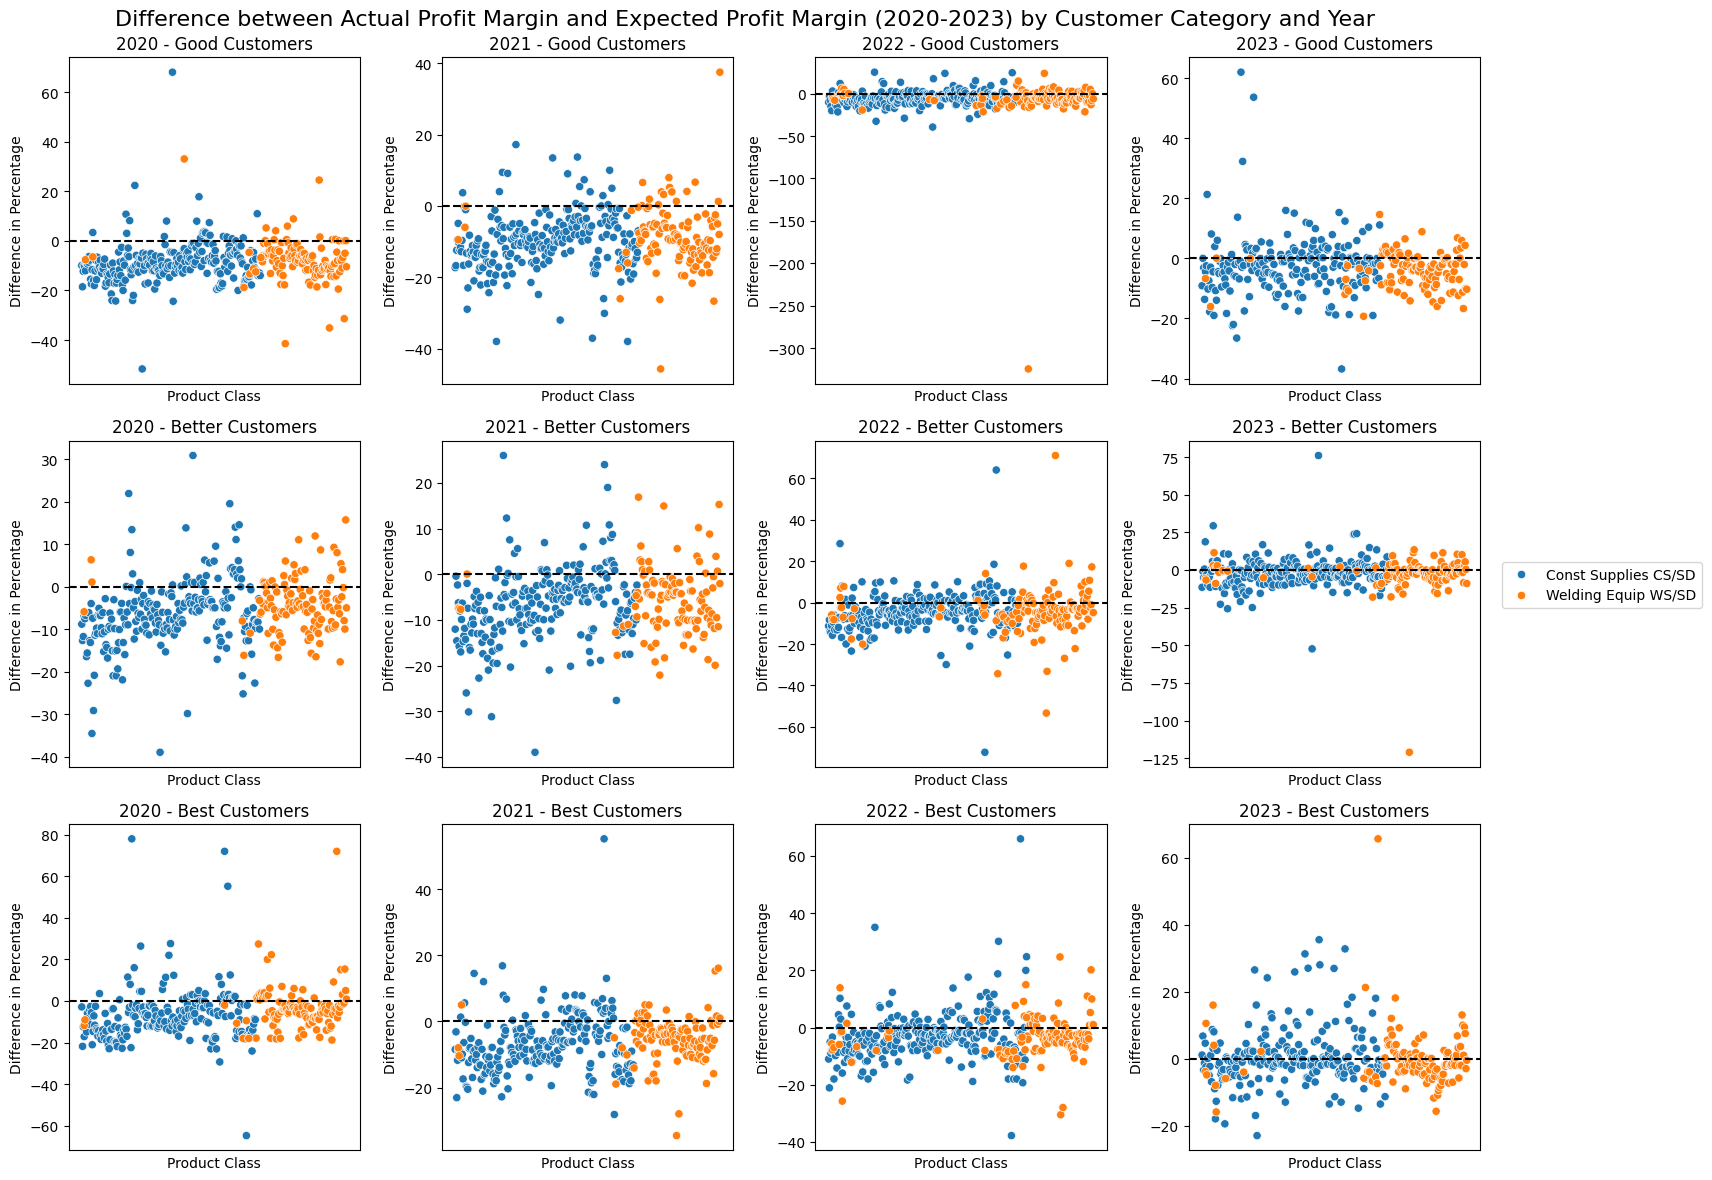 Difference between Actual Profit Margin and Expected Profit Margin (2020-2023) by Customer Category and Year
2020 - Good Customers
Difference in Percentage
60
40
20
0
−20
−40
Product Class
2021 - Good Customers
Difference in Percentage
40
20
0
−20
−40
Product Class
2022 - Good Customers
Difference in Percentage
0
−50
−100
−150
−200
−250
−300
Product Class
2023 - Good Customers
Difference in Percentage
60
40
20
0
−20
−40
Product Class
2020 - Better Customers
Difference in Percentage
30
20
10
0
−10
−20
−30
−40
Product Class
2021 - Better Customers
Difference in Percentage
20
10
0
−10
−20
−30
−40
Product Class
2022 - Better Customers
Difference in Percentage
60
40
20
0
−20
−40
−60
Product Class
2023 - Better Customers
Difference in Percentage
75
50
25
0
−25
−50
−75
−100
−125
Product Class
Const Supplies CS/SD
Welding Equip WS/SD
2020 - Best Customers
Difference in Percentage
80
60
40
20
0
−20
−40
−60
Product Class
2021 - Best Customers
Difference in Percentage
40
20
0
−20
Product Class
2022 - Best Customers
Difference in Percentage
60
40
20
0
−20
−40
Product Class
2023 - Best Customers
Difference in Percentage
60
40
20
0
−20
Product Class